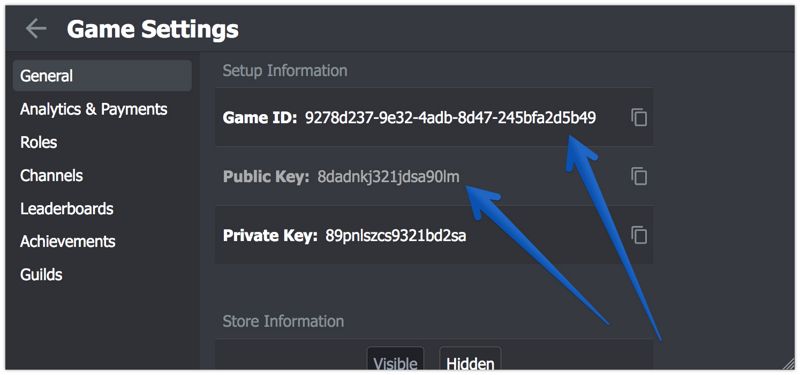 Game Settings
General
Analytics & Payments
Roles
Channels
Leaderboards
Achievements
Guilds
Setup Information
Game ID: 9278d237-9e32-4adb-8d47-245bfa2d5b49
Public Key: 8dadnkj321jdsa90lm
Private Key: 89pnlszcs9321bd2sa
Store Information
Visible Hidden